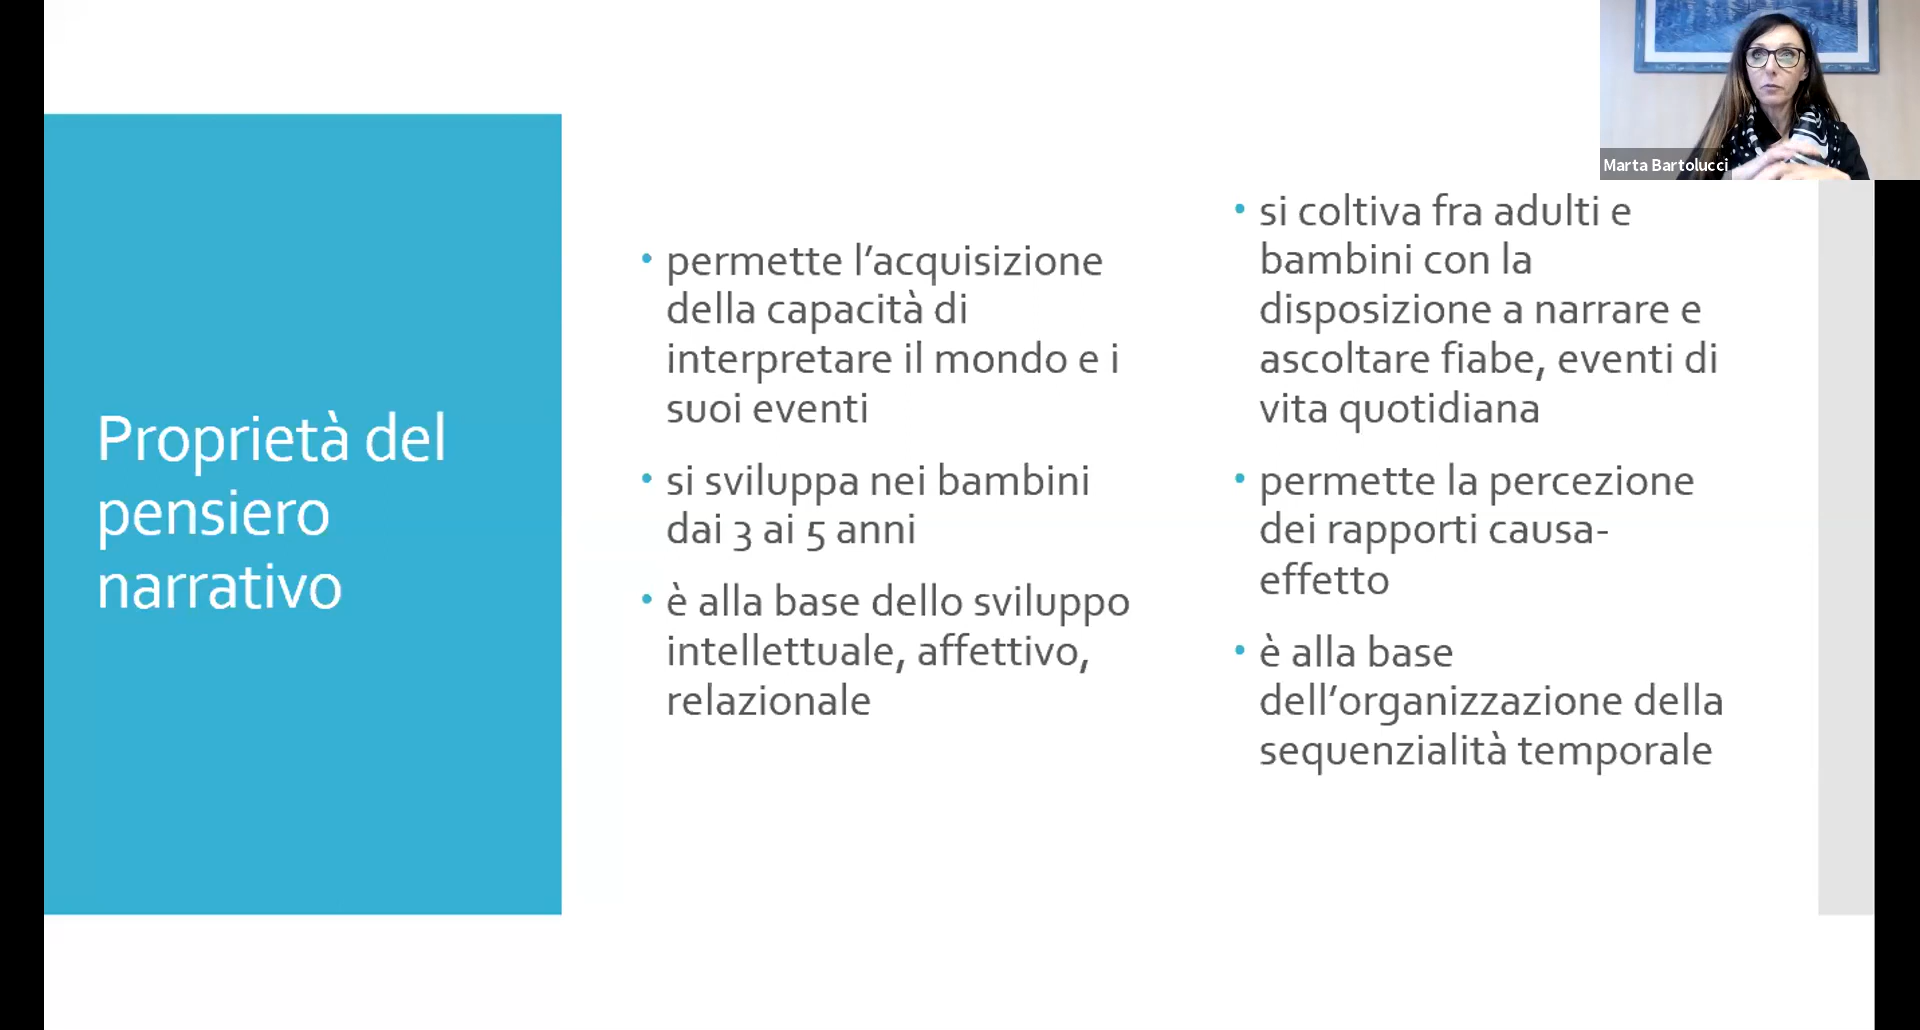 Proprietà del
pensiero
narrativo
• permette l’acquisizione
della capacità di
interpretare il mondo e i
suoi eventi
• si sviluppa nei bambini
dai 3 ai 5 anni
• è alla base dello sviluppo
intellettuale, affettivo,
relazionale
• si coltiva fra adulti e
bambini con la
disposizione a narrare e
ascoltare fiabe, eventi di
vita quotidiana
• permette la percezione
dei rapporti causa-
effetto
• è alla base
dell’organizzazione della
sequenzialità temporale
Marta Bartolucci